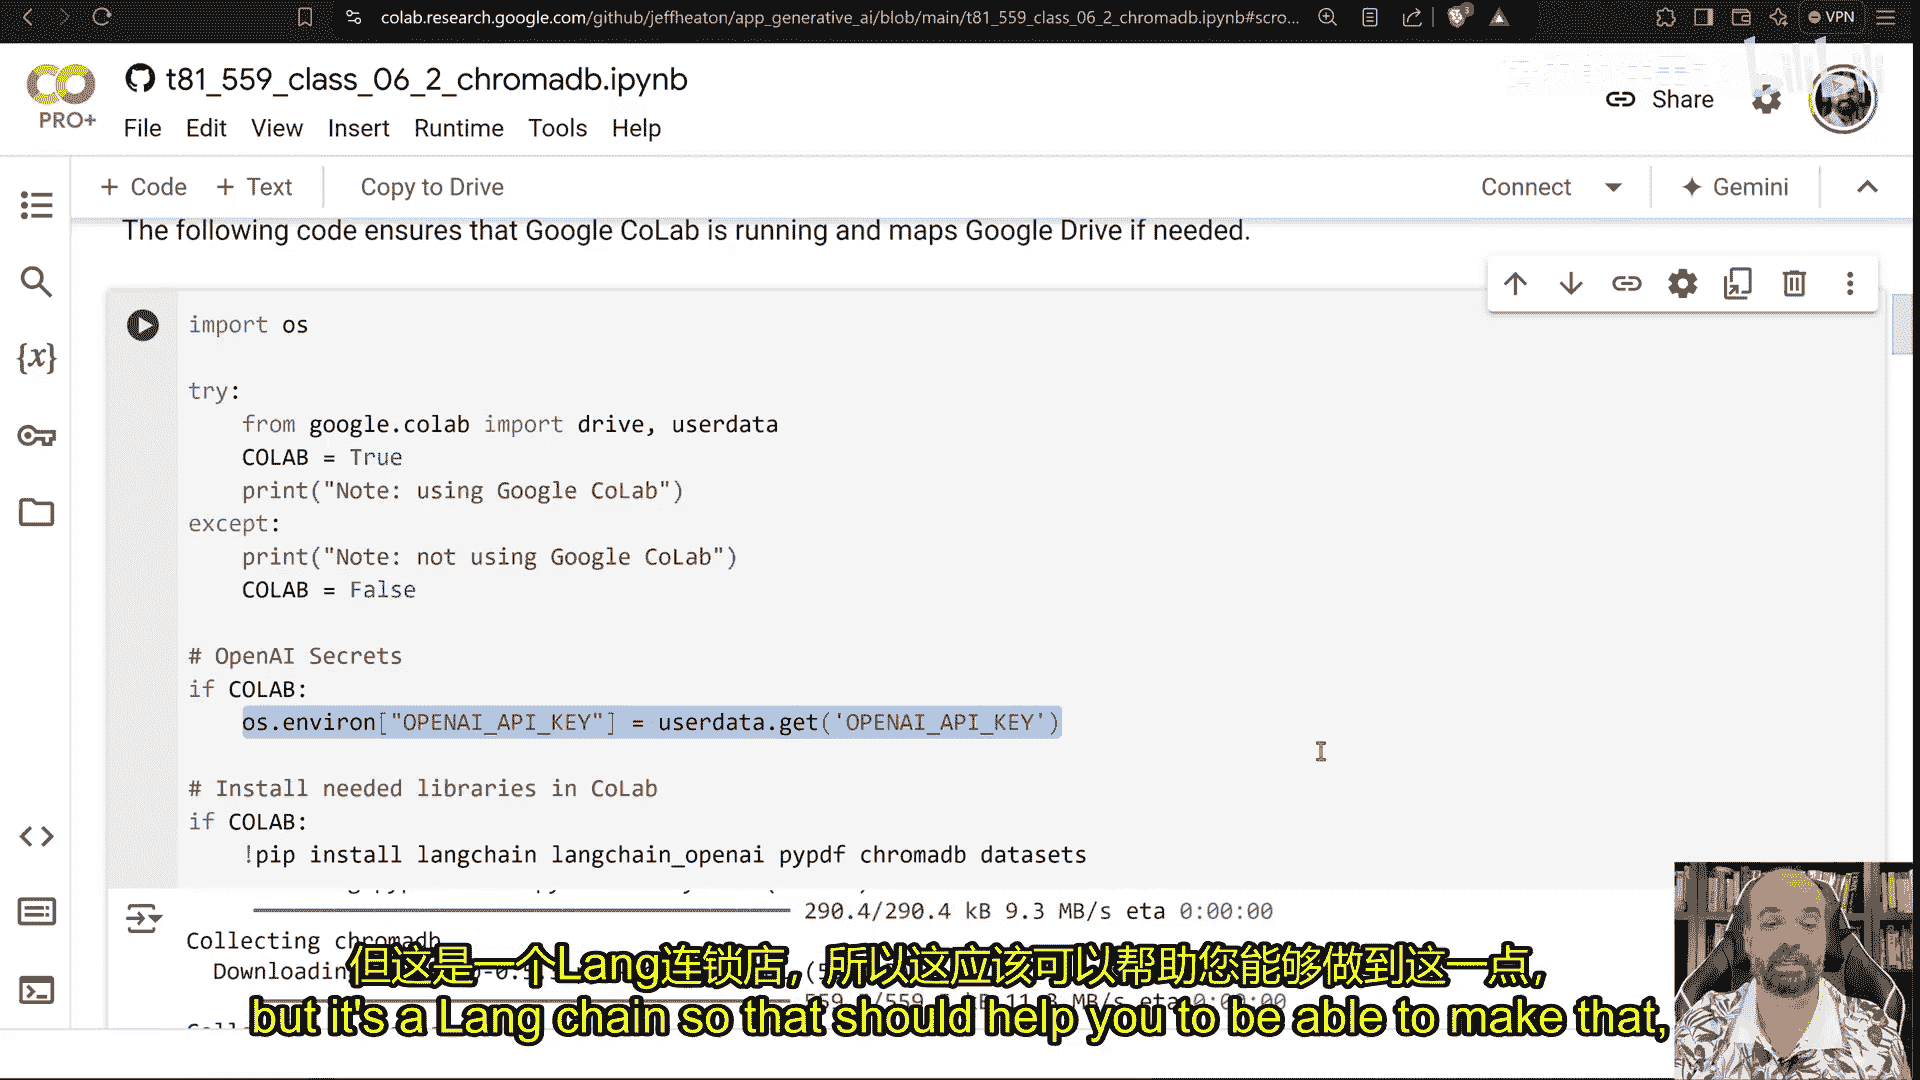 colab.research.google.com/github/jeffheaton/app_generative_ai/blob/main/t81_559_class_06_2_chromadb.ipynb#scro...
3
VPN
t81_559_class_06_2_chromadb.ipynb
PRO+
File Edit View Insert Runtime Tools Help
Share
bilibili
+ Code + Text Copy to Drive
Connect
Gemini
The following code ensures that Google CoLab is running and maps Google Drive if needed.
import os
try:
from google.colab import drive, userdata
COLAB = True
print("Note: using Google CoLab")
except:
print("Note: not using Google CoLab")
COLAB = False
# OpenAI Secrets
if COLAB:
os.environ["OPENAI_API_KEY"] = userdata.get('OPENAI_API_KEY')
# Install needed libraries in CoLab
if COLAB:
!pip install langchain langchain_openai pypdf chromadb datasets
290.4/290.4 kB 9.3 MB/s eta 0:00:00
Collecting chromadb
Downloading
但这是一个Lang连锁店，所以这应该可以帮助您能够做到这一点，
but it's a Lang chain so that should help you to be able to make that,